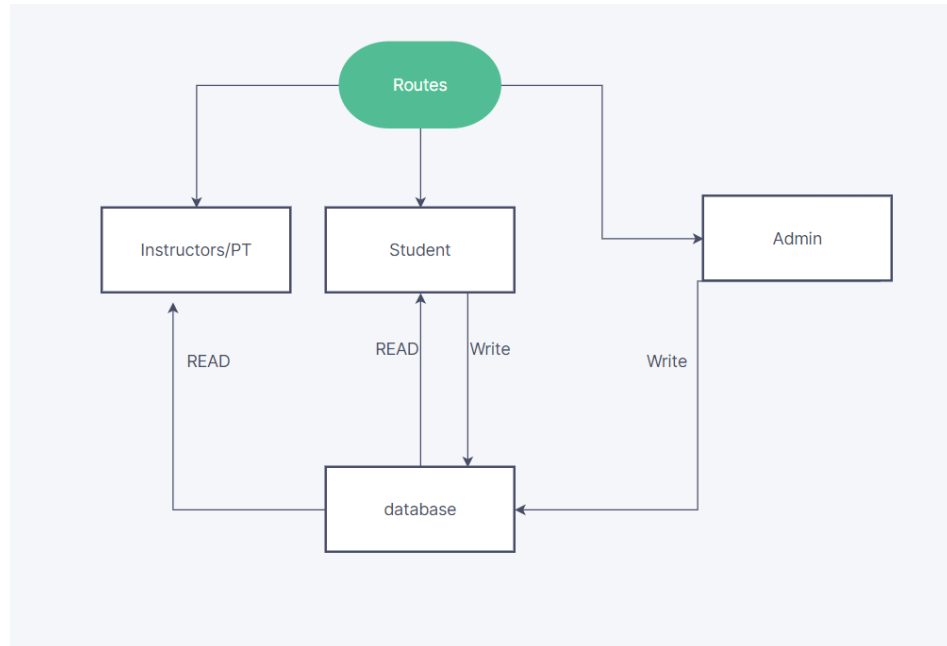 Routes
Instructors/PT
Student
Admin
READ
READ
Write
Write
database